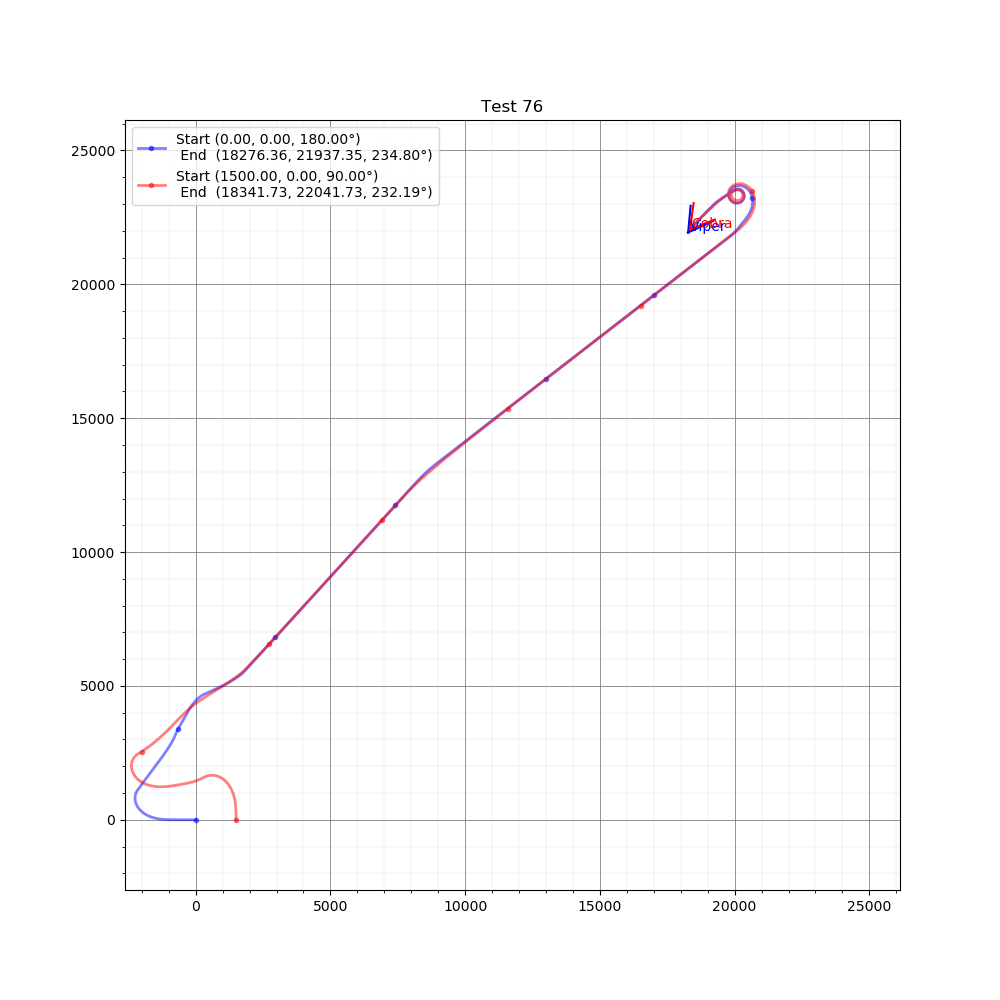 Test 76
Start (0.00, 0.00, 180.00°)
End (18276.36, 21937.35, 234.80°)
Start (1500.00, 0.00, 90.00°)
End (18341.73, 22041.73, 232.19°)
25000
20000
15000
10000
5000
0
Cobra
Viper
0
5000
10000
15000
20000
25000